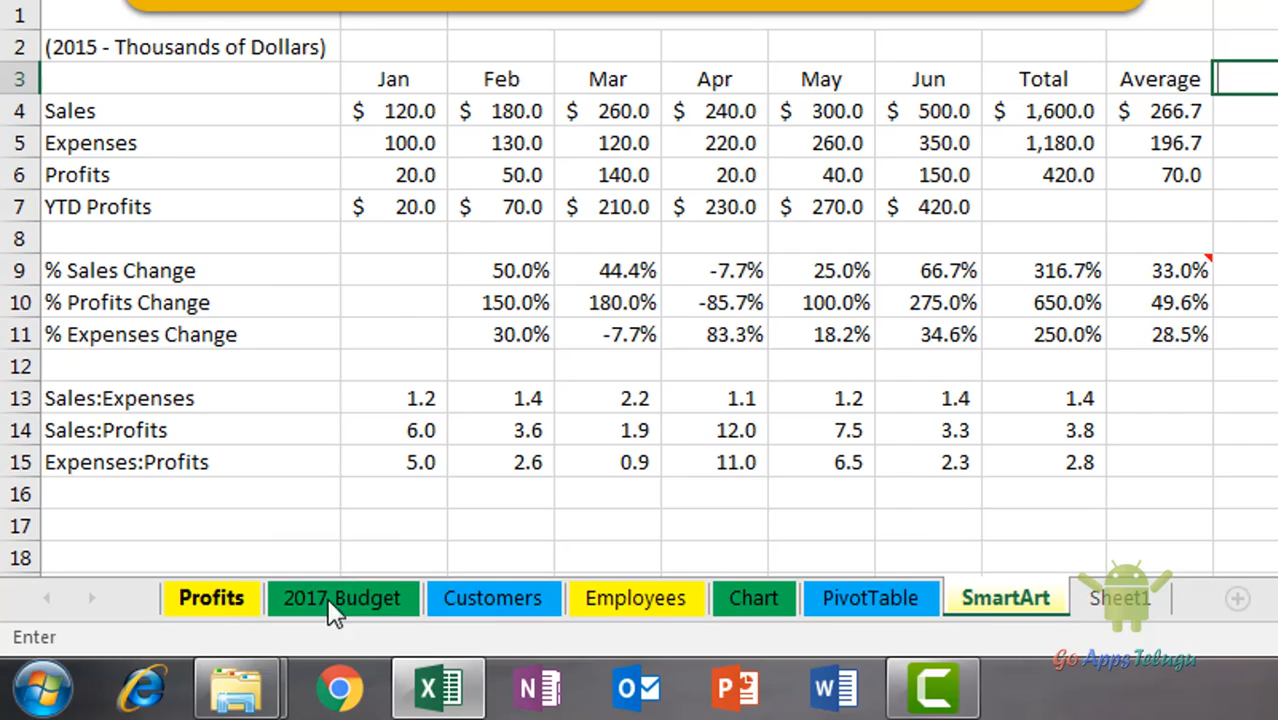 1
2 (2015 - Thousands of Dollars)
3 Jan Feb Mar Apr May Jun Total Average
4 Sales $ 120.0 $ 180.0 $ 260.0 $ 240.0 $ 300.0 $ 500.0 $ 1,600.0 $ 266.7
5 Expenses 100.0 130.0 120.0 220.0 260.0 350.0 1,180.0 196.7
6 Profits 20.0 50.0 140.0 20.0 40.0 150.0 420.0 70.0
7 YTD Profits $ 20.0 $ 70.0 $ 210.0 $ 230.0 $ 270.0 $ 420.0
8
9 % Sales Change 50.0% 44.4% -7.7% 25.0% 66.7% 316.7% 33.0%
10 % Profits Change 150.0% 180.0% -85.7% 100.0% 275.0% 650.0% 49.6%
11 % Expenses Change 30.0% -7.7% 83.3% 18.2% 34.6% 250.0% 28.5%
12
13 Sales:Expenses 1.2 1.4 2.2 1.1 1.2 1.4 1.4
14 Sales:Profits 6.0 3.6 1.9 12.0 7.5 3.3 3.8
15 Expenses:Profits 5.0 2.6 0.9 11.0 6.5 2.3 2.8
16
17
18
Profits 2017 Budget Customers Employees Chart PivotTable SmartArt Sheet1
Enter
Go Apps Telugu